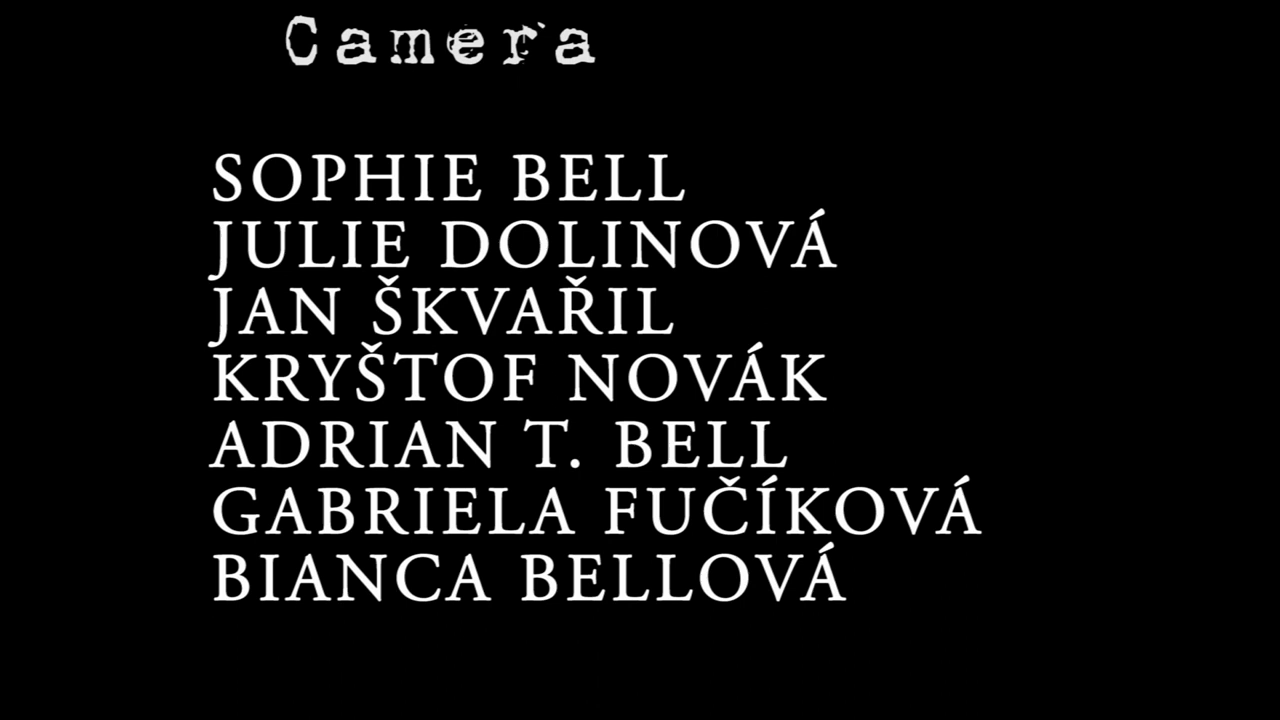 Camera
SOPHIE BELL
JULIE DOLINOVÁ
JAN ŠKVAŘIL
KRYŠTOF NOVÁK
ADRIAN T. BELL
GABRIELA FUČÍKOVÁ
BIANCA BELLOVÁ